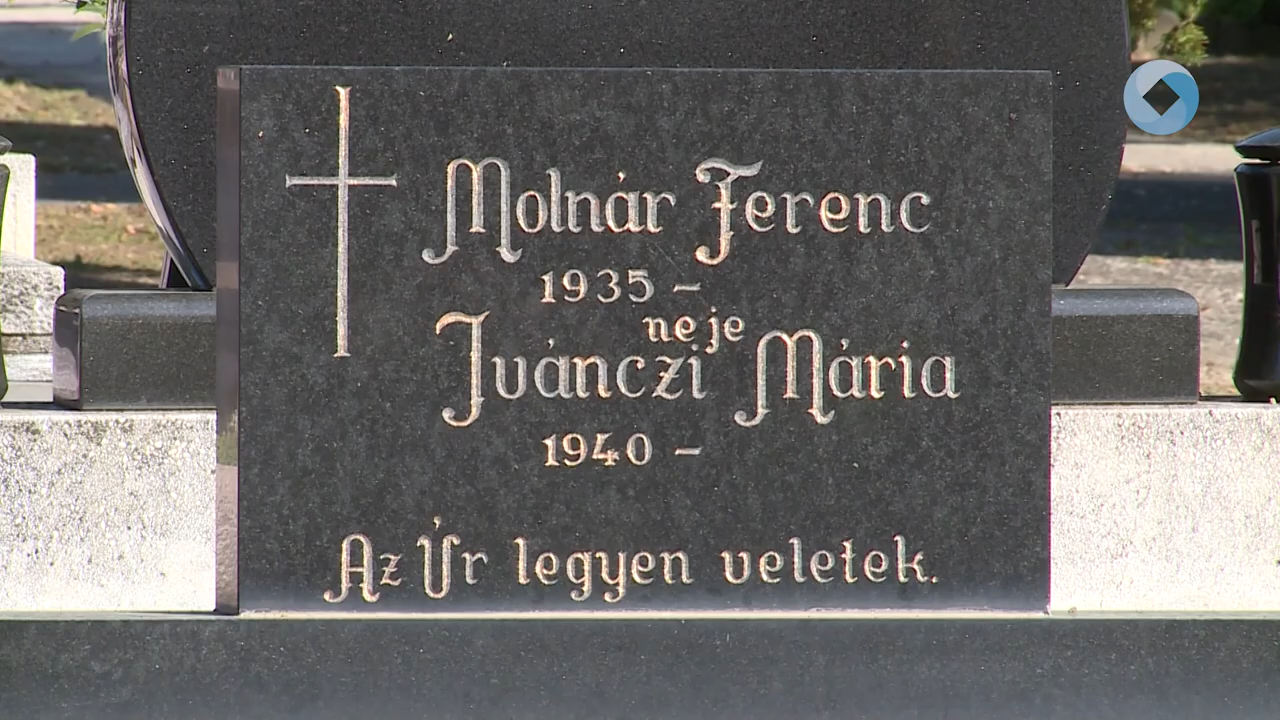 Molnár Ferenc
1935 –
neje
Ivánczi Mária
1940 –
Az Úr legyen veletek.